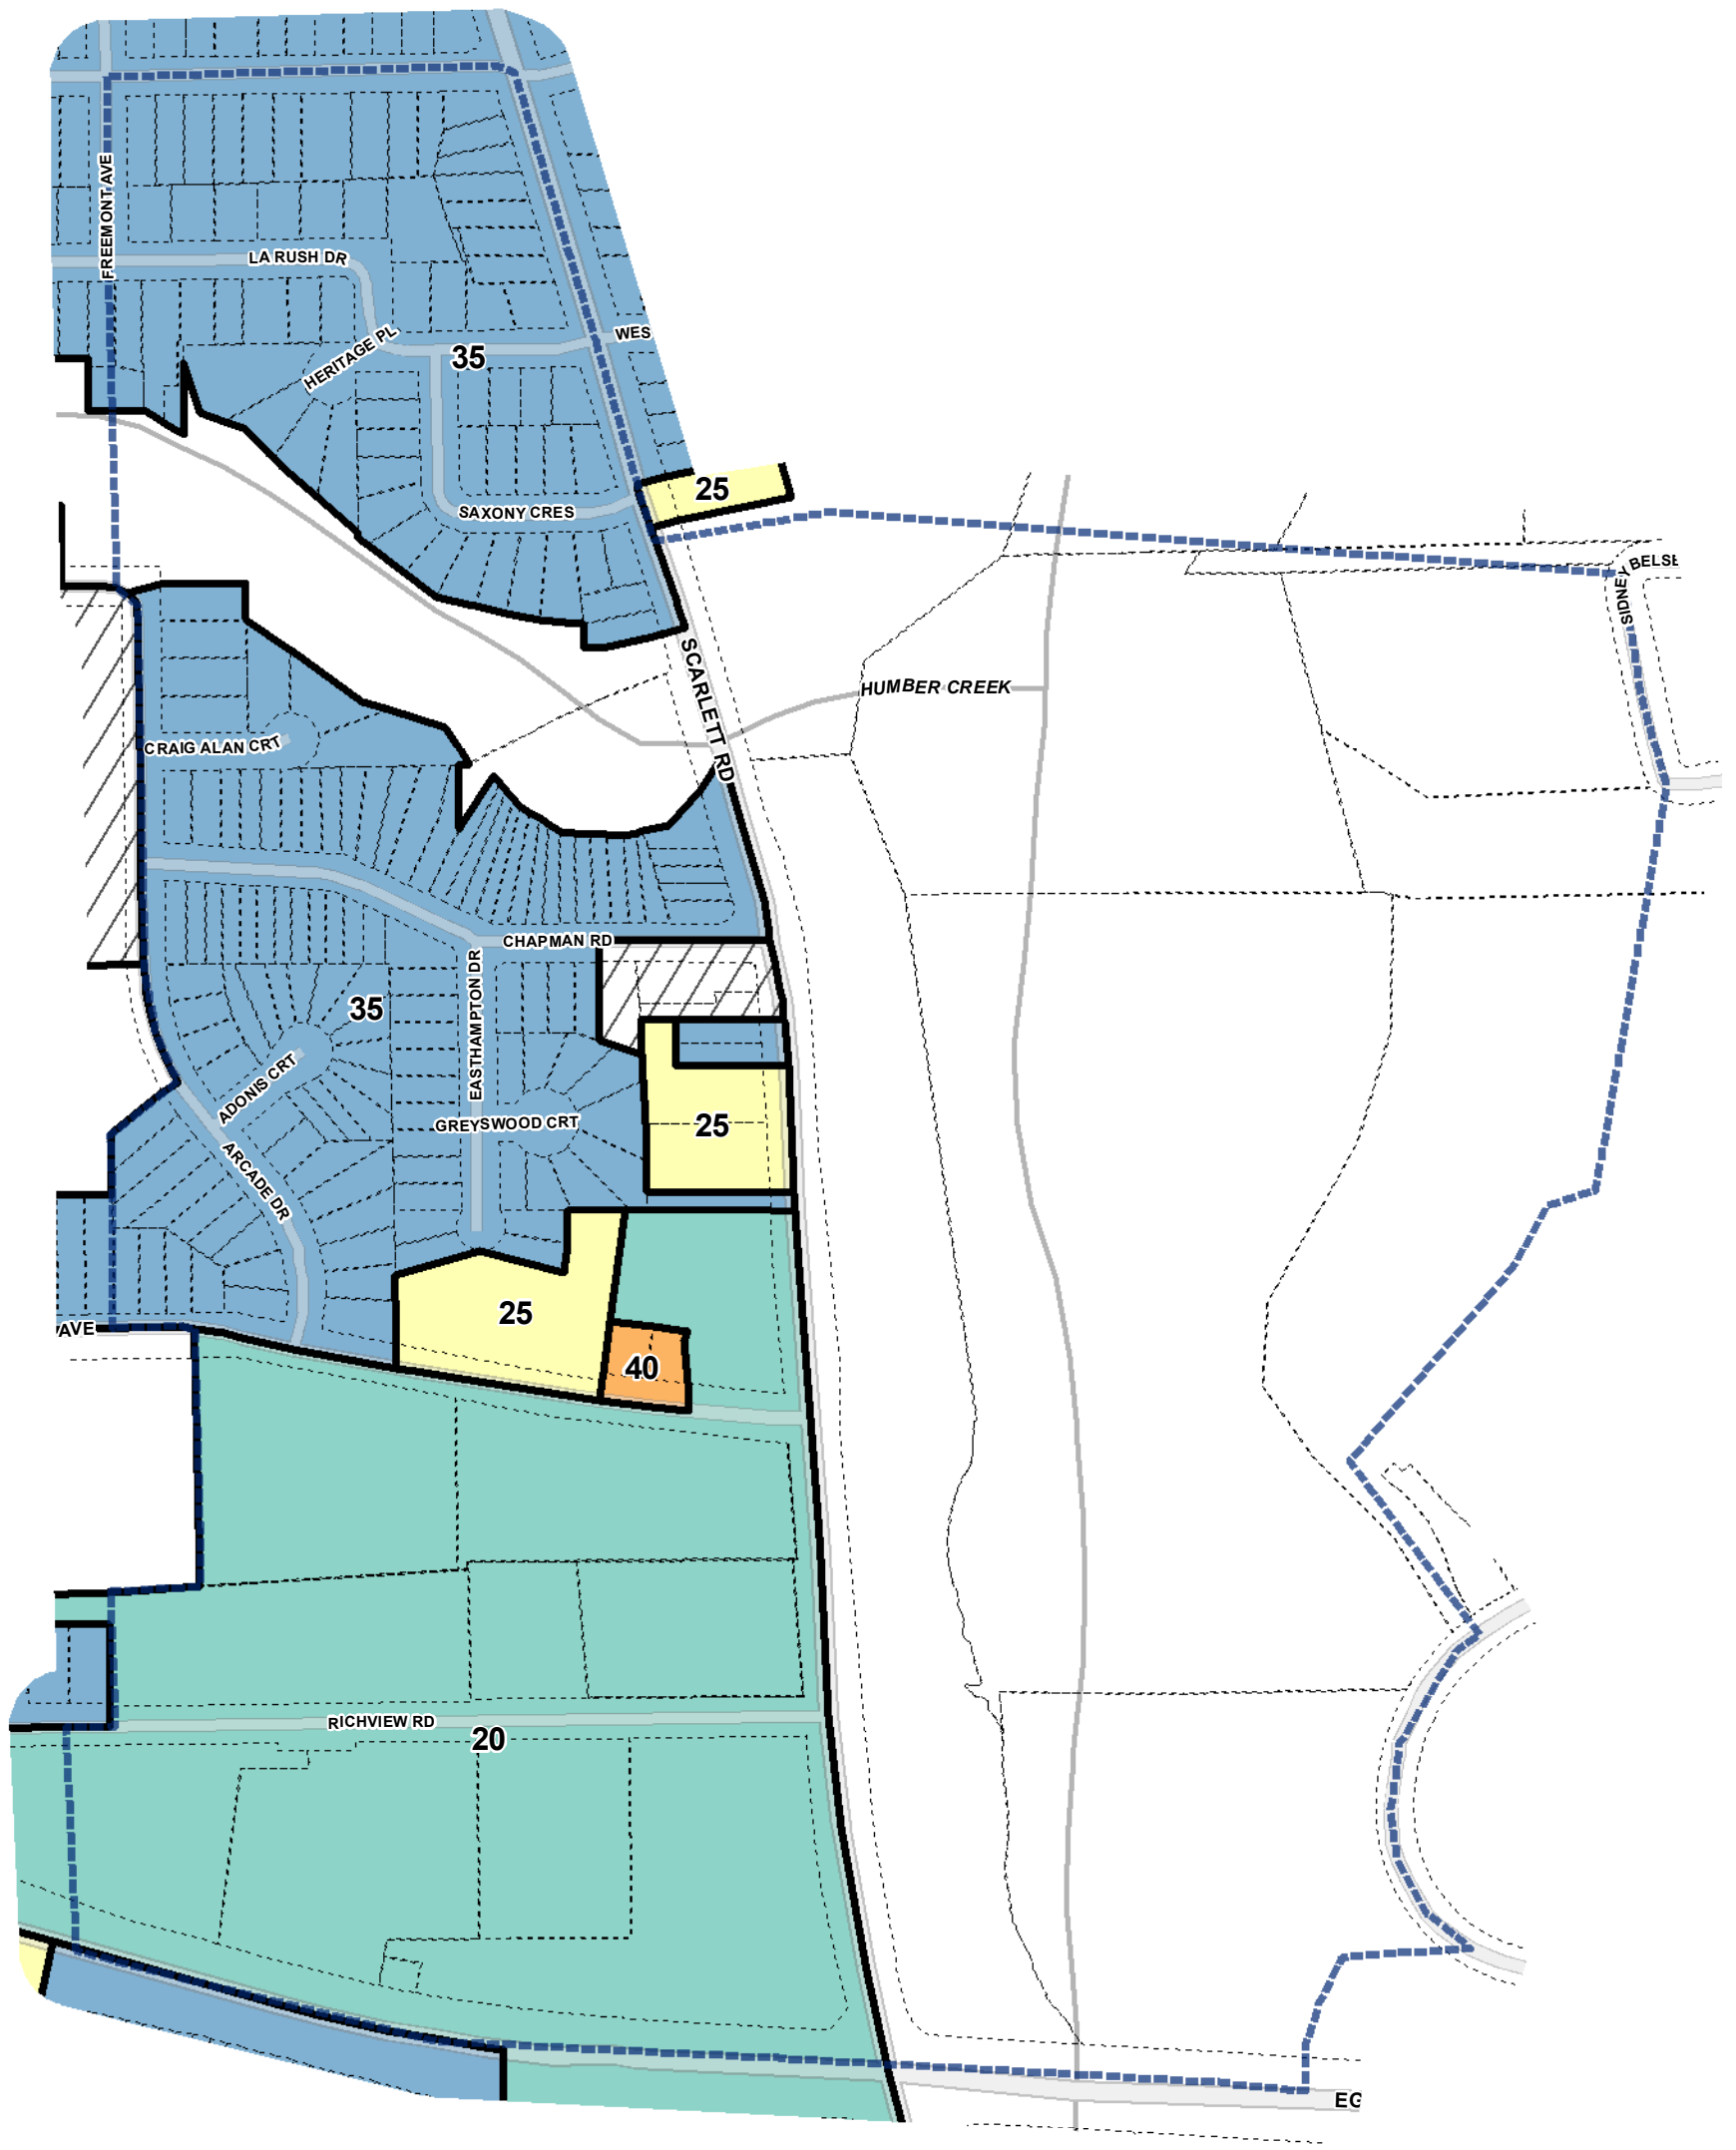 FREEMONT AVE
LA RUSH DR
HERITAGE PL
WES
35
25
SAXONY CRES
BELSE
SIDNEY
SCARLETT RD
HUMBER CREEK
CRAIG ALAN CRT
CHAPMAN RD
EASTHAMPTON DR
35
ADONIS CRT
GREYSWOOD CRT
25
ARCADE DR
25
AVE
40
RICHVIEW RD
20
EG